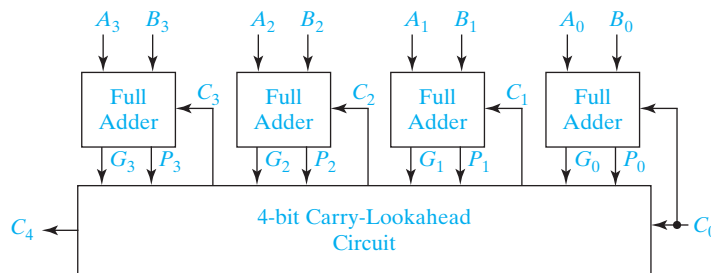 A₃ B₃ A₂ B₂ A₁ B₁ A₀ B₀
Full Adder
C₃
Full Adder
C₂
Full Adder
C₁
Full Adder
G₃ P₃ G₂ P₂ G₁ P₁ G₀ P₀
4-bit Carry-Lookahead
Circuit
C₄
C₀